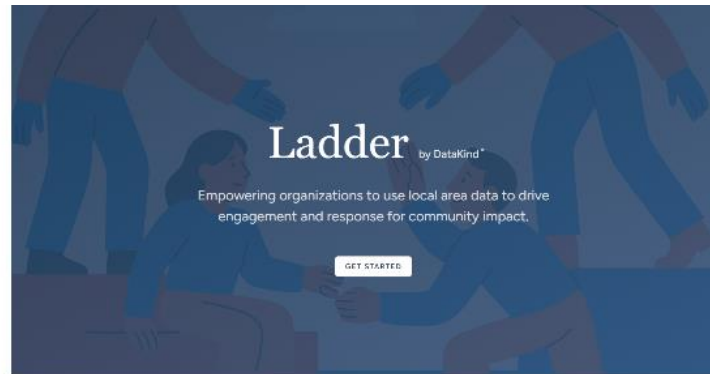 Ladder by DataKind
Empowering organizations to use local area data to drive
engagement and response for community impact.
GET STARTED